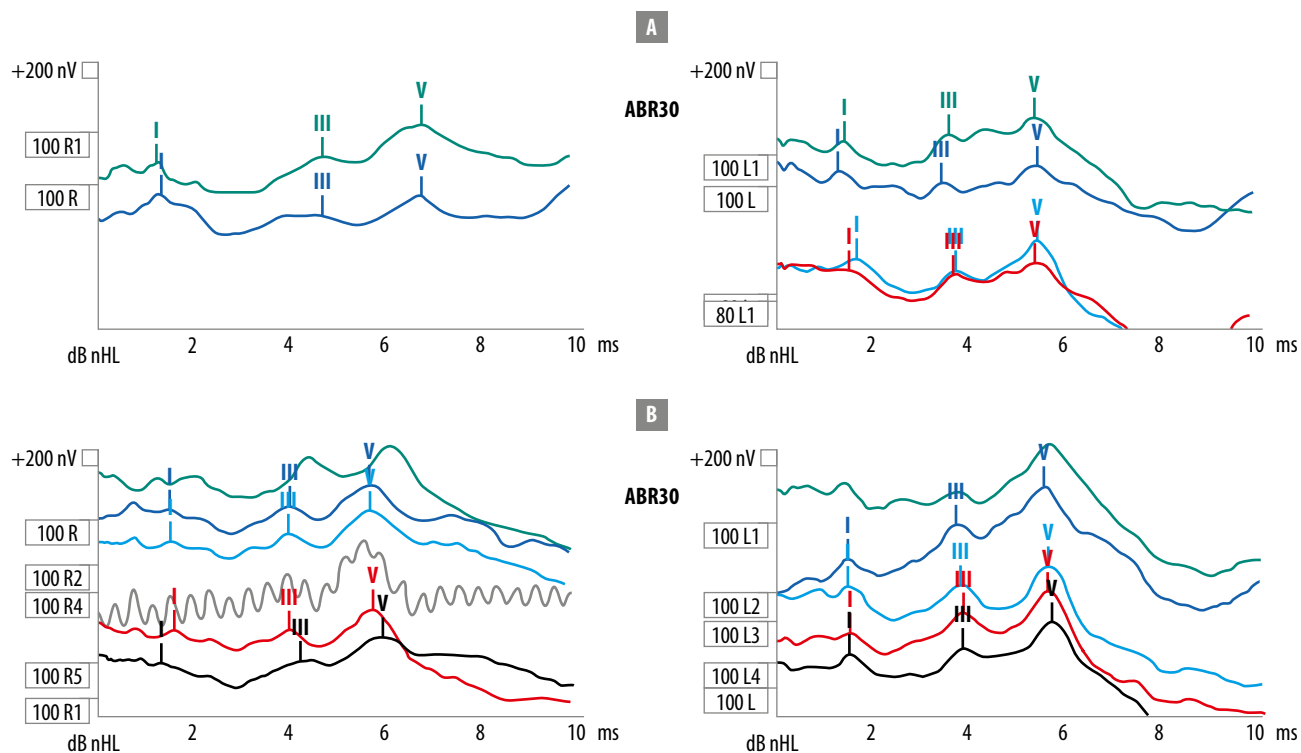 A
+200 nV
I
III
V
100 R1
I
III
V
100 R
2
4
6
8
10
ms
dB nHL
ABR30
+200 nV
I
III
V
100 L1
I
III
V
100 L
I
I
III
III
V
V
80 L1
2
4
6
8
10
ms
dB nHL
B
+200 nV
I
III
V
I
III
V
100 R
100 R2
100 R4
I
III
V
I
III
V
100 R5
100 R1
2
4
6
8
10
ms
dB nHL
ABR30
+200 nV
I
III
V
100 L1
I
III
V
100 L2
I
III
V
100 L3
I
III
V
100 L4
100 L
2
4
6
8
10
ms
dB nHL